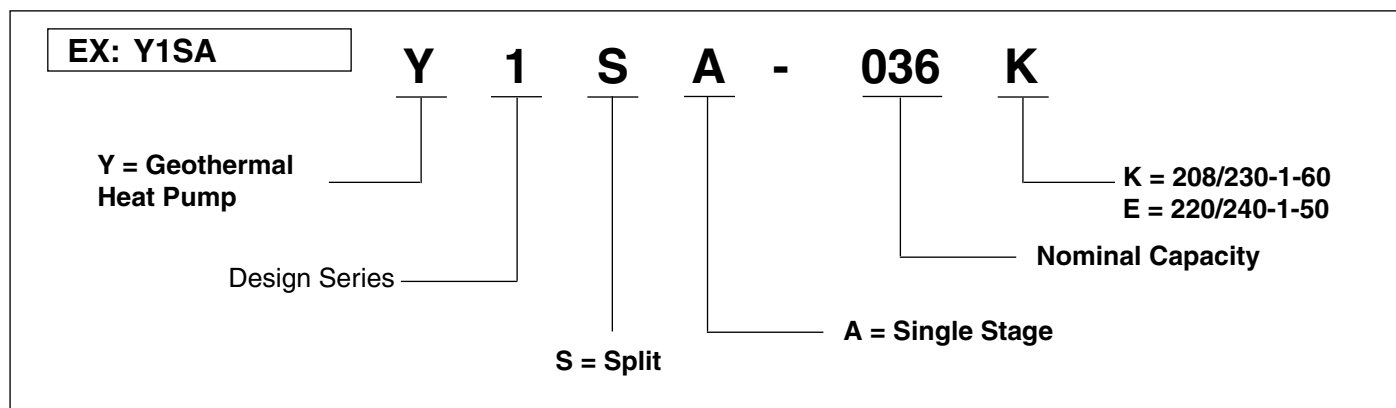 EX: Y1SA
Y 1 S A - 036 K
Y = Geothermal
Heat Pump
K = 208/230-1-60
E = 220/240-1-50
Nominal Capacity
Design Series
A = Single Stage
S = Split